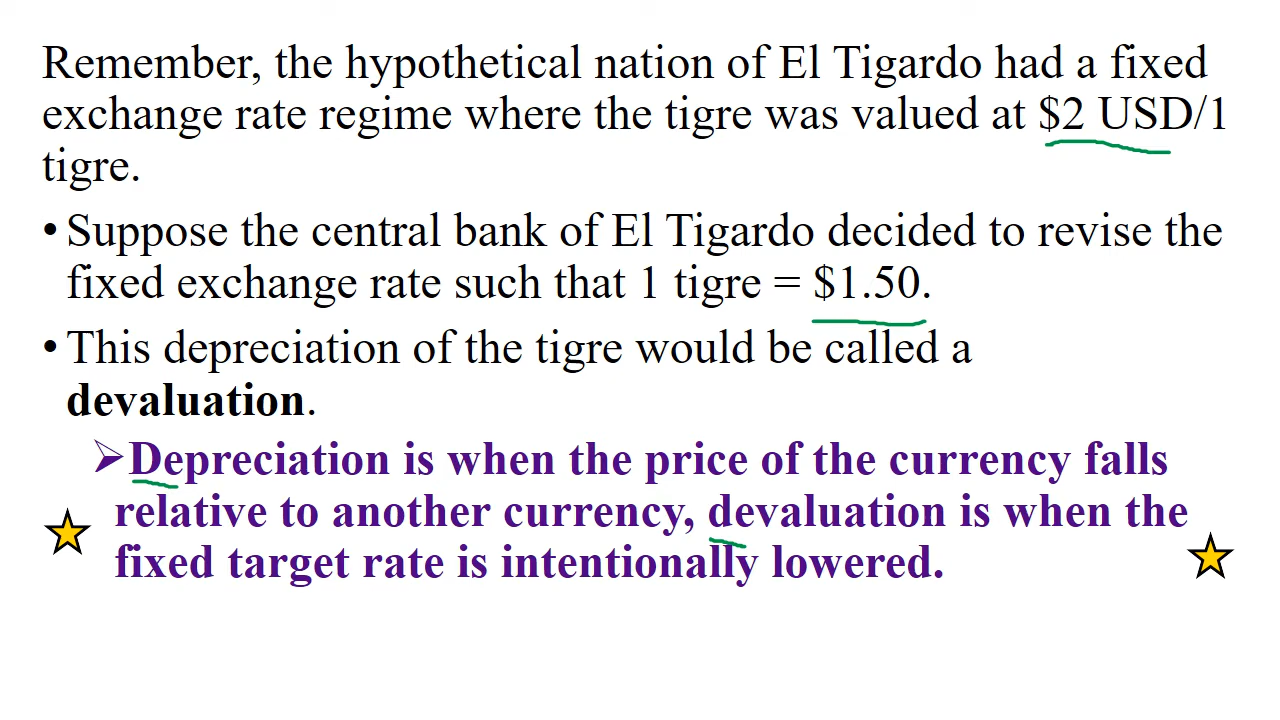 Remember, the hypothetical nation of El Tigardo had a fixed
exchange rate regime where the tigre was valued at $2 USD/1
tigre.
• Suppose the central bank of El Tigardo decided to revise the
fixed exchange rate such that 1 tigre = $1.50.
• This depreciation of the tigre would be called a
devaluation.
➢Depreciation is when the price of the currency falls
relative to another currency, devaluation is when the
fixed target rate is intentionally lowered.